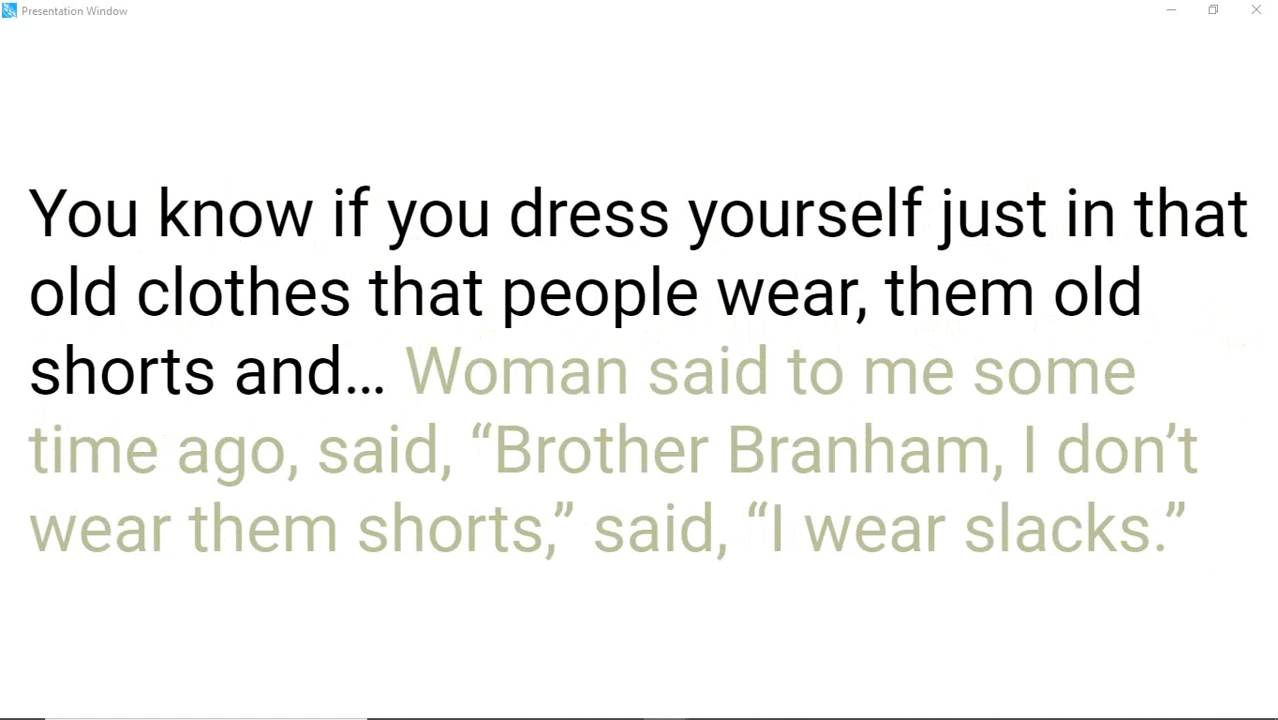 Presentation Window
You know if you dress yourself just in that
old clothes that people wear, them old
shorts and… Woman said to me some
time ago, said, “Brother Branham, I don’t
wear them shorts,” said, “I wear slacks.”